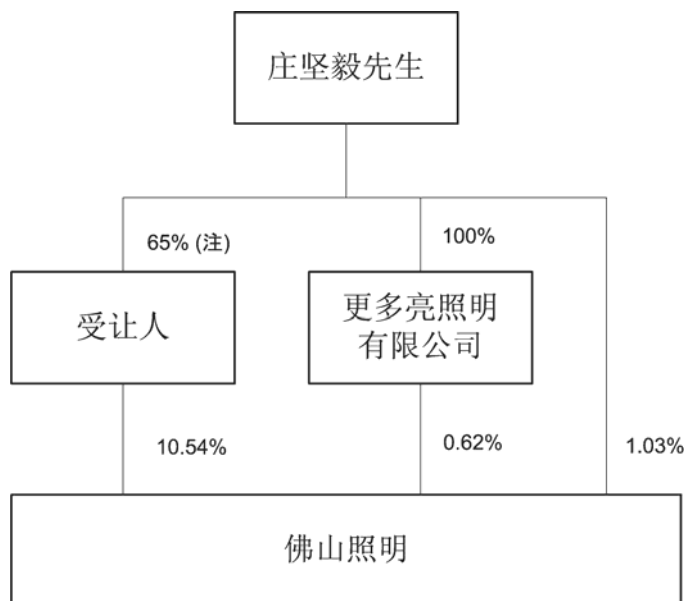 庄坚毅先生
65% (注)
100%
受让人
更多亮照明
有限公司
10.54%
0.62%
1.03%
佛山照明